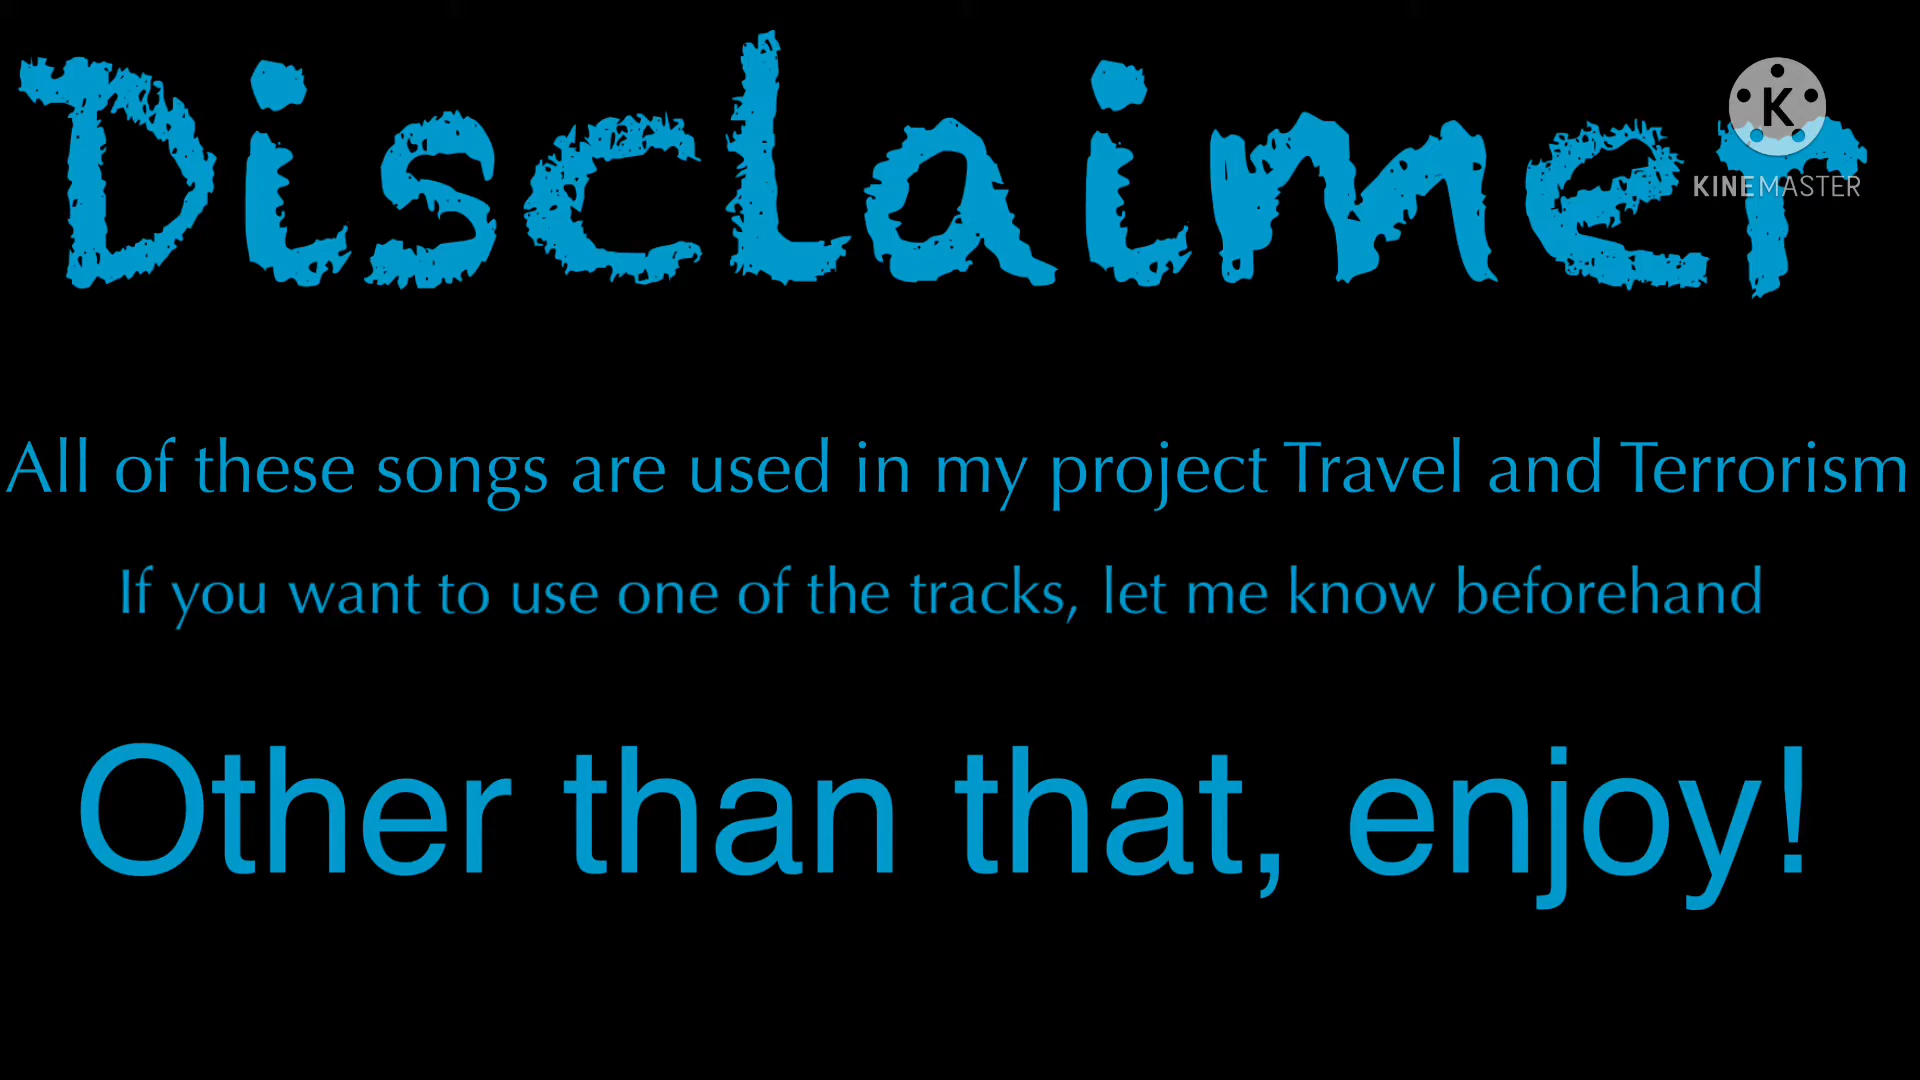 Disclaimer
K
KINEMASTER
All of these songs are used in my project Travel and Terrorism
If you want to use one of the tracks, let me know beforehand
Other than that, enjoy!